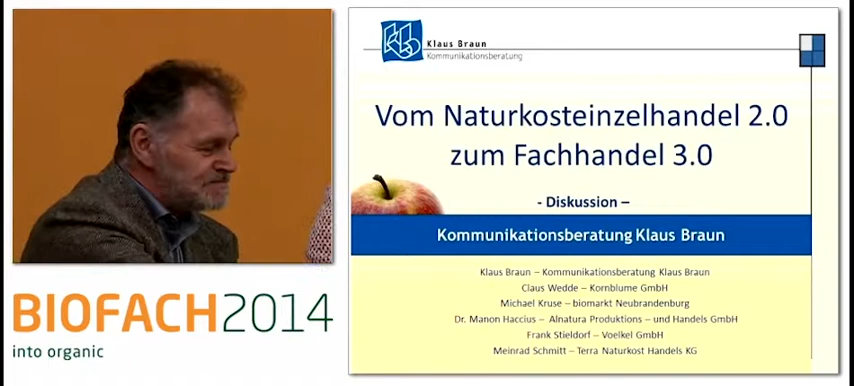 Klaus Braun
Kommunikationsberatung
Vom Naturkosteinzelhandel 2.0
zum Fachhandel 3.0
- Diskussion –
Kommunikationsberatung Klaus Braun
Klaus Braun – Kommunikationsberatung Klaus Braun
Claus Wedde – Kornblume GmbH
Michael Kruse – biomarkt Neubrandenburg
Dr. Manon Haccius – Alnatura Produktions – und Handels GmbH
Frank Stieldorf – Voelkel GmbH
Meinrad Schmitt – Terra Naturkost Handels KG
BIOFACH2014
into organic